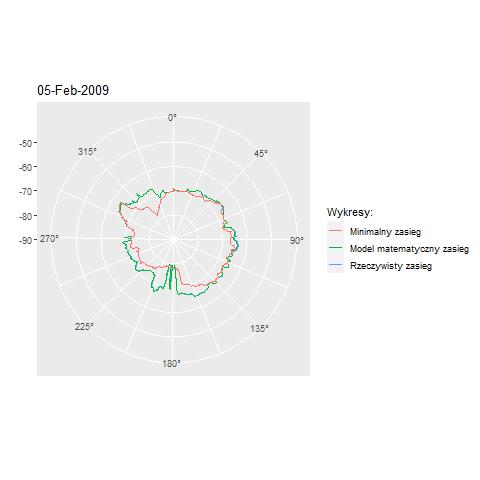 05-Feb-2009
0°
-50
315°
45°
-60
-70
Wykresy:
-80
Minimalny zasieg
-90
270°
90°
Model matematyczny zasieg
Rzeczywisty zasieg
225°
135°
180°